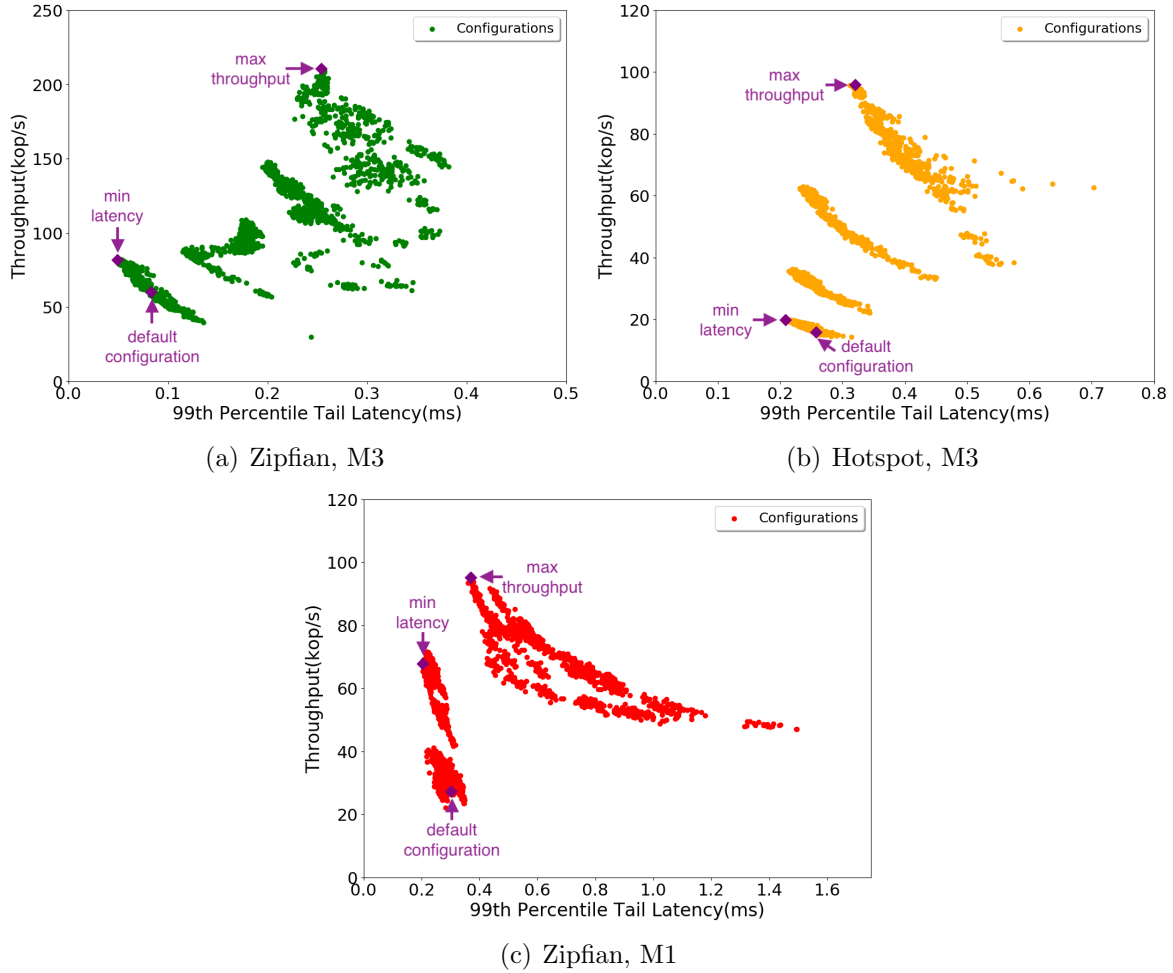 250
200
150
100
50
0
Throughput(kop/s)
Configurations
max
throughput
min
latency
default
configuration
0.0 0.1 0.2 0.3 0.4 0.5
99th Percentile Tail Latency(ms)
(a) Zipfian, M3
120
100
80
60
40
20
0
Throughput(kop/s)
Configurations
max
throughput
min
latency
default
configuration
0.0 0.1 0.2 0.3 0.4 0.5 0.6 0.7 0.8
99th Percentile Tail Latency(ms)
(b) Hotspot, M3
120
100
80
60
40
20
0
Throughput(kop/s)
Configurations
max
throughput
min
latency
default
configuration
0.0 0.2 0.4 0.6 0.8 1.0 1.2 1.4 1.6
99th Percentile Tail Latency(ms)
(c) Zipfian, M1